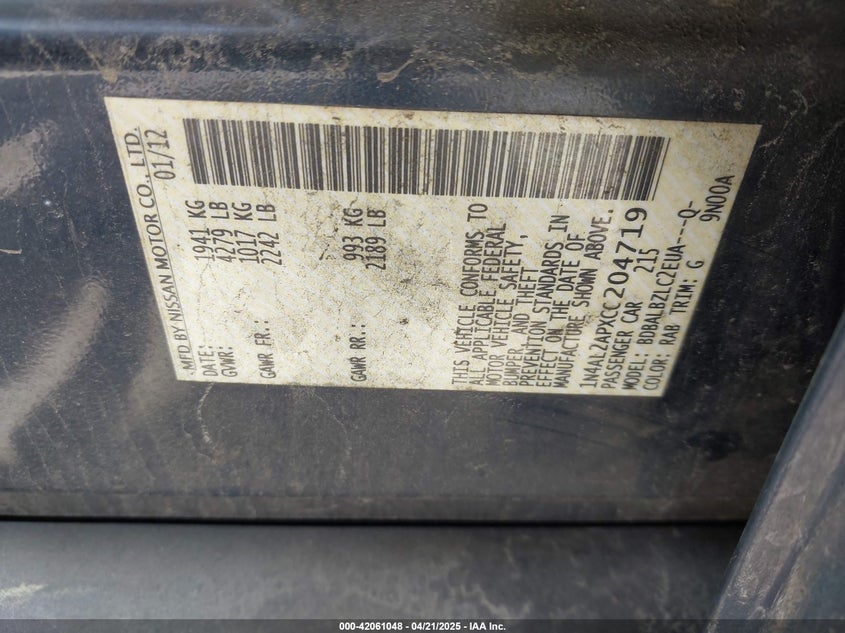 MFD BY NISSAN MOTOR CO., LTD.
DATE: 01/12
GVWR: 1941 KG
4279 LB
GAWR FR.: 1017 KG
2242 LB
GAWR RR.: 993 KG
2189 LB
THIS VEHICLE CONFORMS TO
ALL APPLICABLE FEDERAL
MOTOR VEHICLE SAFETY,
BUMPER, AND THEFT
PREVENTION STANDARDS IN
EFFECT ON THE DATE OF
MANUFACTURE SHOWN ABOVE.
1N4AL2APXCC204719
PASSENGER CAR 215
MODEL: BDBALBZLC2EUA---Q-
COLOR: RAB TRIM: G 9N00A
000-42061048 - 04/21/2025 - IAA Inc.